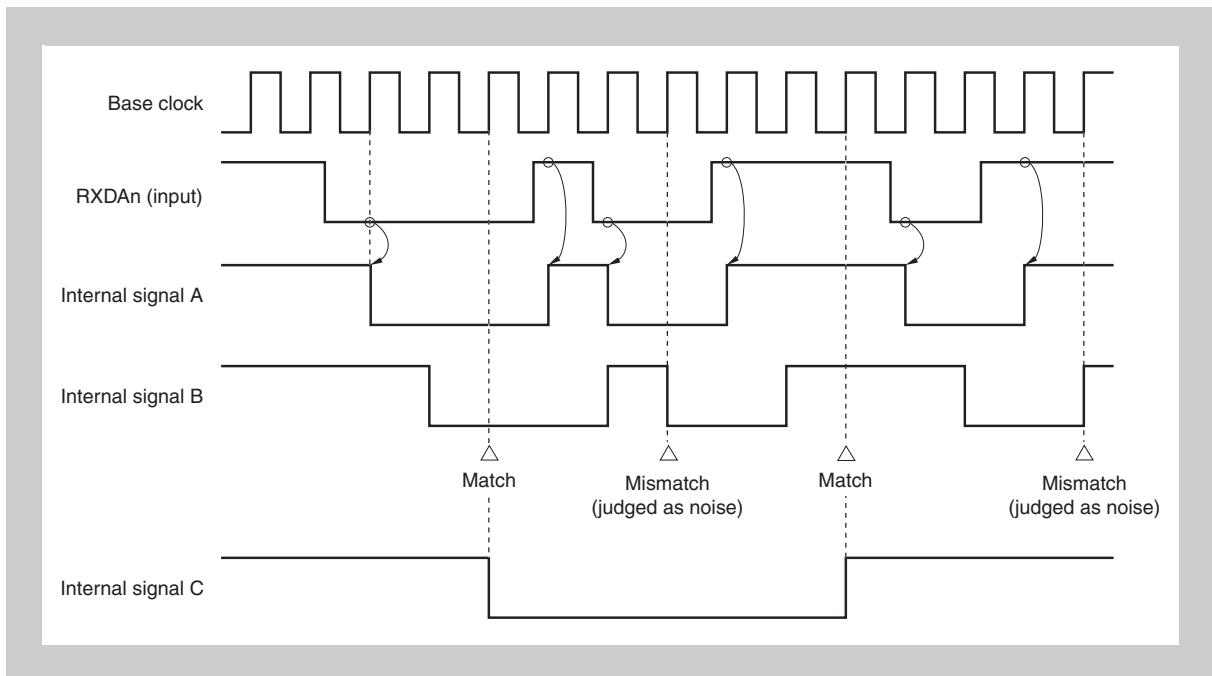 Base clock
RXDAn (input)
Internal signal A
Internal signal B
Match
Mismatch
(judged as noise)
Match
Mismatch
(judged as noise)
Internal signal C